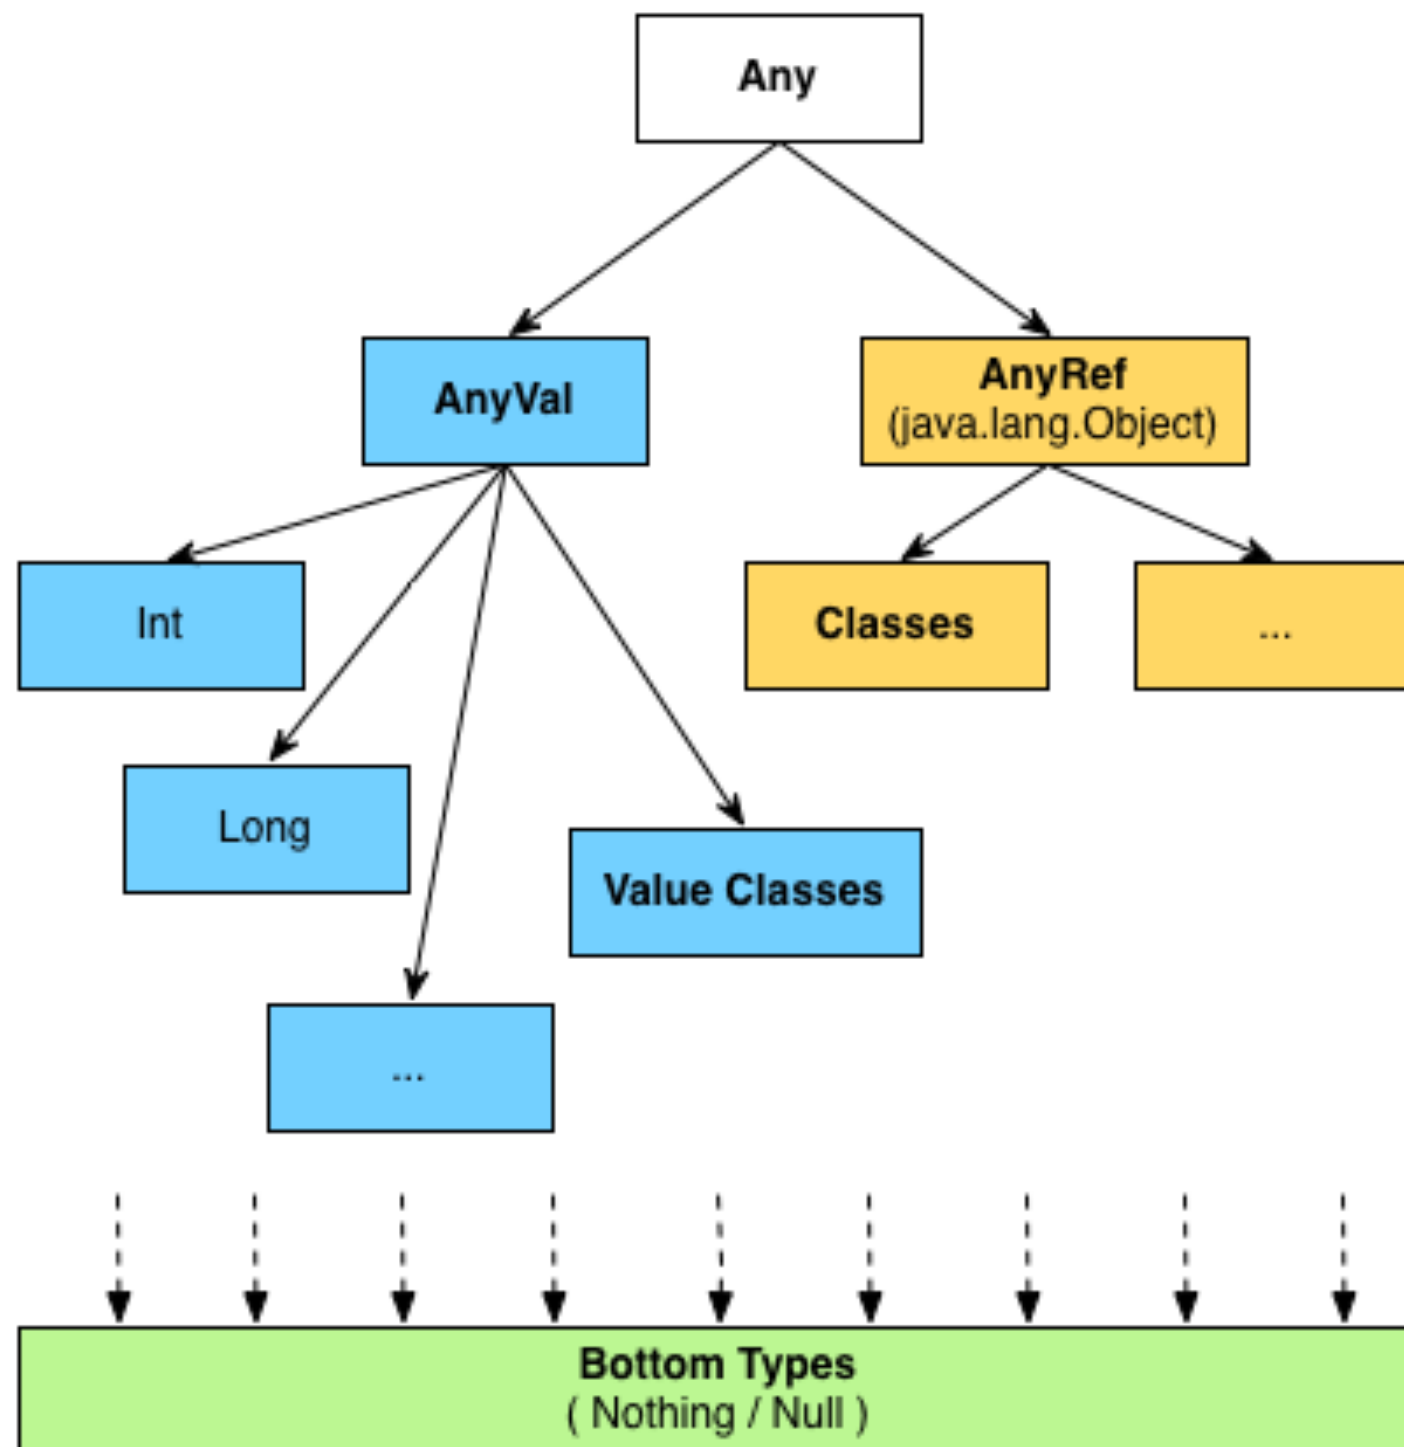 Any
AnyVal
AnyRef
(java.lang.Object)
Int
Classes
...
Long
Value Classes
...
Bottom Types
( Nothing / Null )